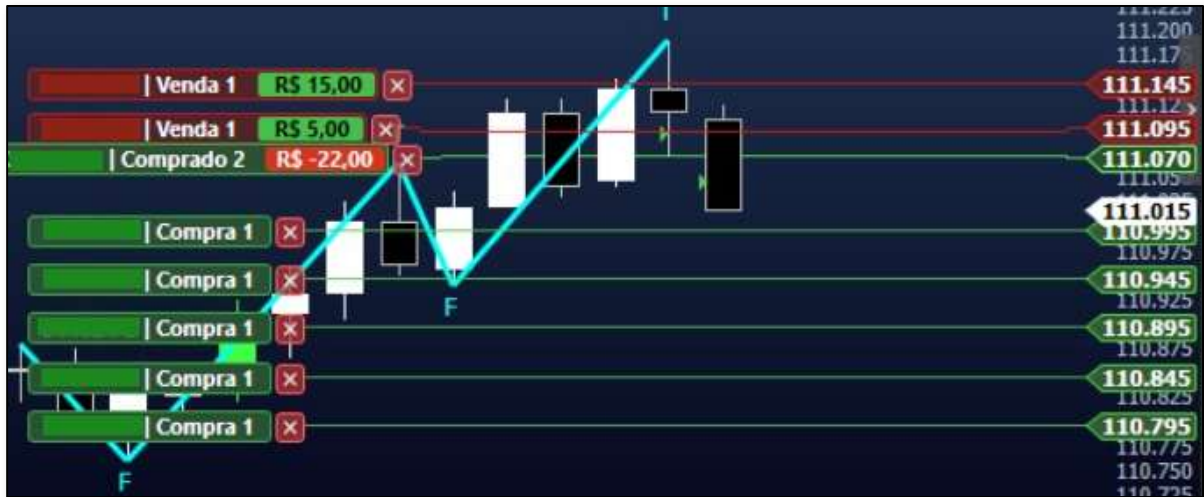 111.200
| Venda 1 R$ 15,00 × 111.145
| Venda 1 R$ 5,00 × 111.095
| Comprado 2 R$ -22,00 × 111.070
111.015
| Compra 1 × 110.995
110.975
| Compra 1 × 110.945
F
110.925
| Compra 1 × 110.895
110.875
| Compra 1 × 110.845
110.825
| Compra 1 × 110.795
110.775
F
110.750